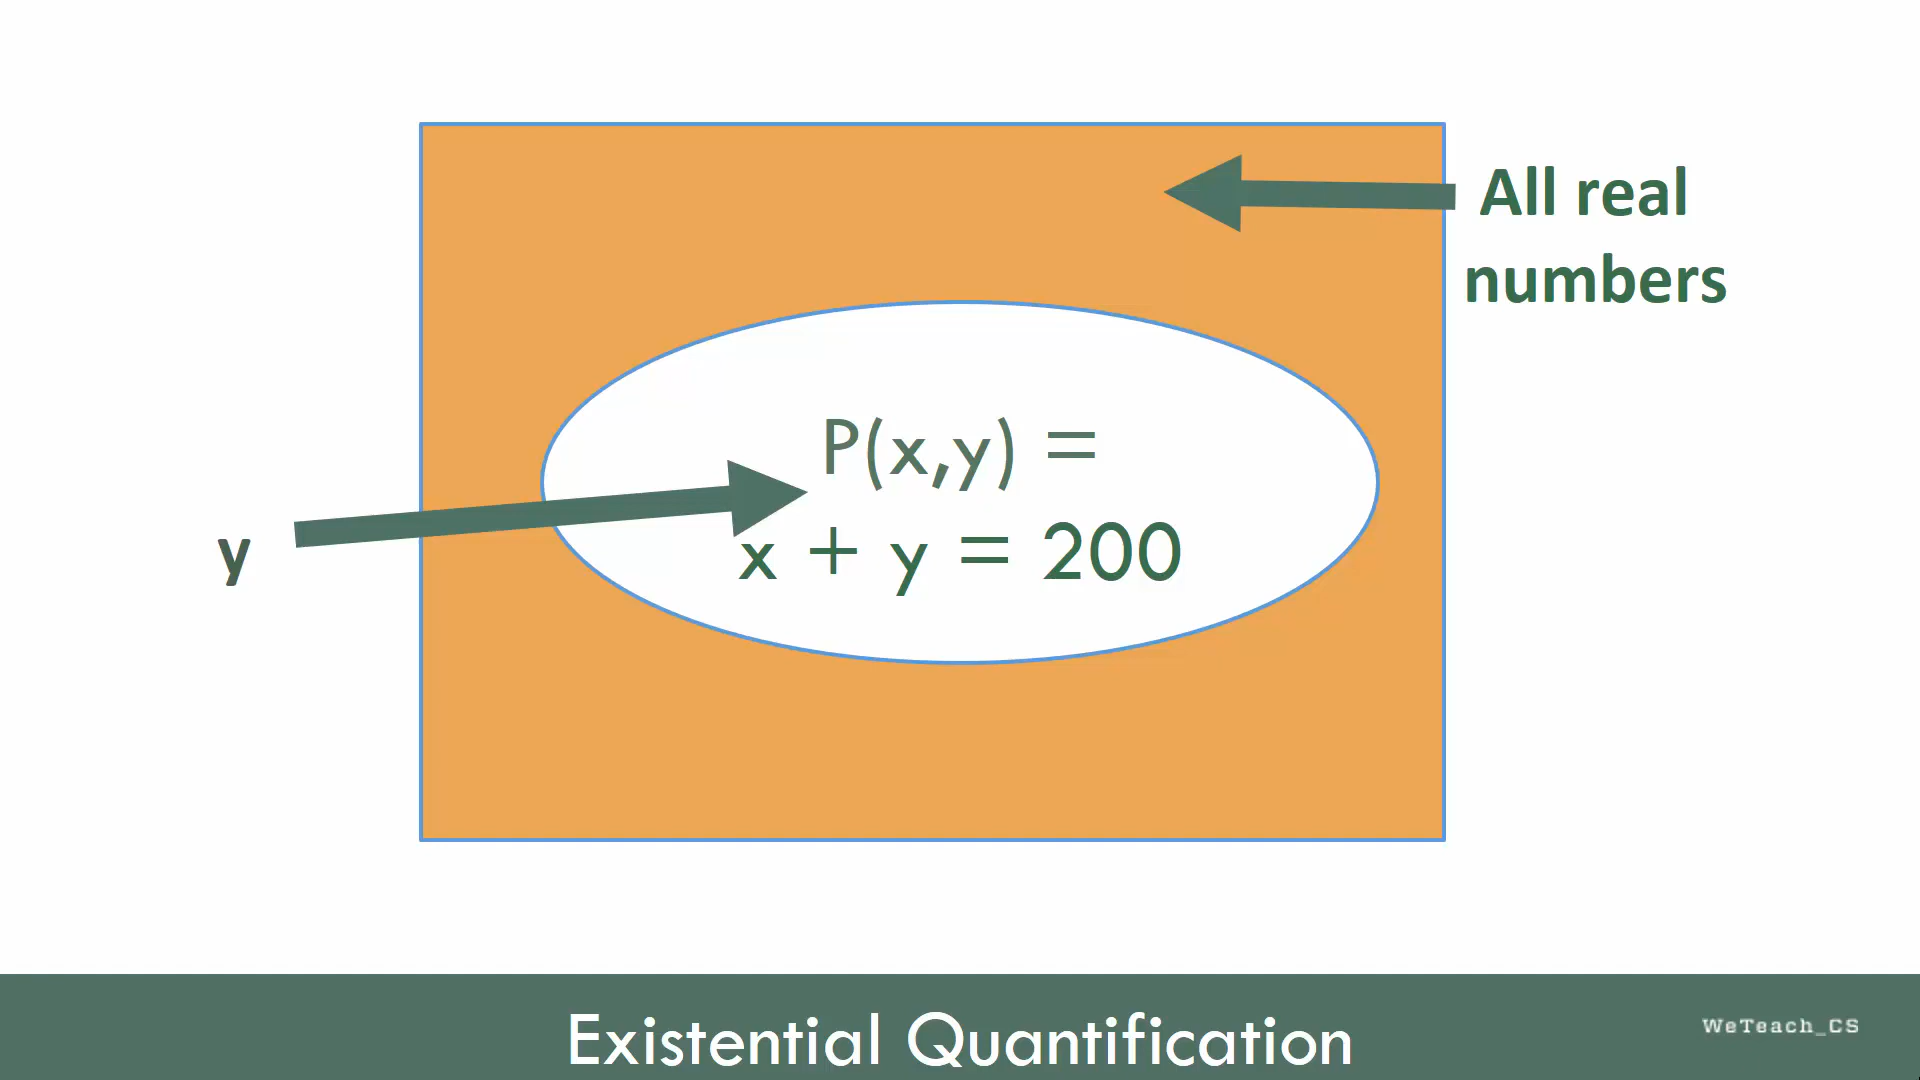 All real
numbers
P(x,y) =
x + y = 200
y
Existential Quantification
WeTeach_CS